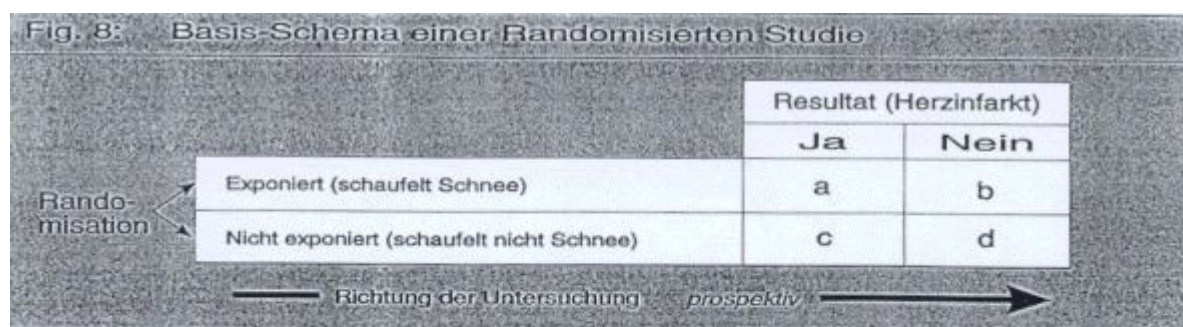 Fig. 8: Basis-Schema einer Randomisierten Studie
Resultat (Herzinfarkt)
Ja Nein
Rando-
misation
Exponiert (schaufelt Schnee) a b
Nicht exponiert (schaufelt nicht Schnee) c d
Richtung der Untersuchung prospektiv